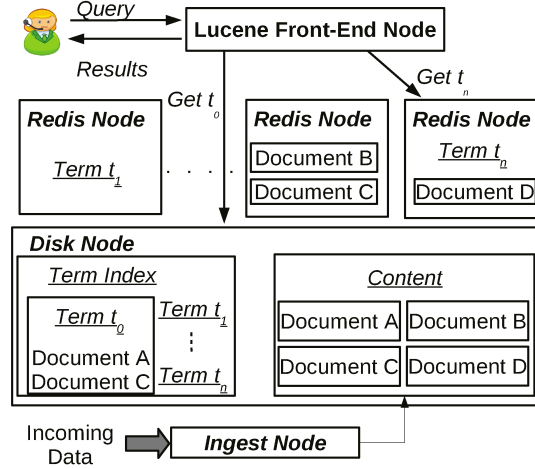 Query
Lucene Front-End Node
Results
Get t0
Get tn
Redis Node
Term t1
. . . .
Redis Node
Document B
Document C
Redis Node
Term tn
Document D
Disk Node
Term Index
Term t0
Document A
Document C
Term t1
Term tn
Content
Document A
Document B
Document C
Document D
Incoming
Data
Ingest Node